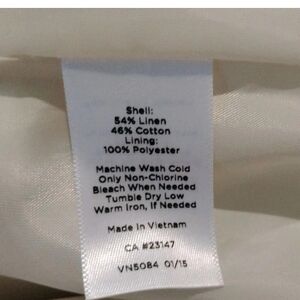 Shell:
54% Linen
46% Cotton
Lining:
100% Polyester
Machine Wash Cold
Only Non-Chlorine
Bleach When Needed
Tumble Dry Low
Warm Iron, If Needed
Made In Vietnam
CA #23147
VN5084 01/15